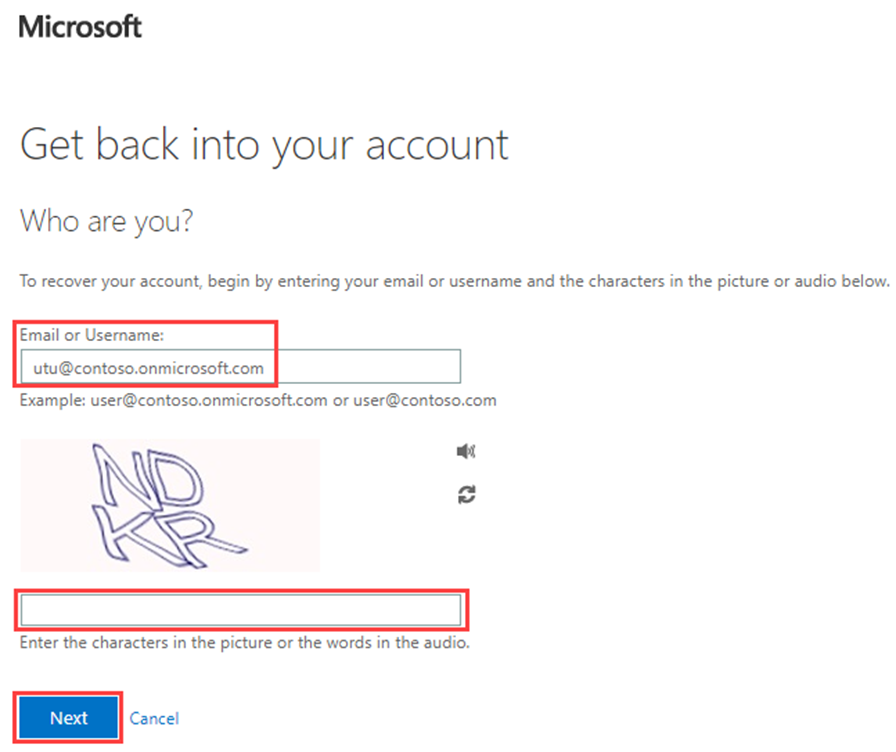 Microsoft
Get back into your account
Who are you?
To recover your account, begin by entering your email or username and the characters in the picture or audio below.
Email or Username:
utu@contoso.onmicrosoft.com
Example: user@contoso.onmicrosoft.com or user@contoso.com
ND
KR
Enter the characters in the picture or the words in the audio.
Next Cancel